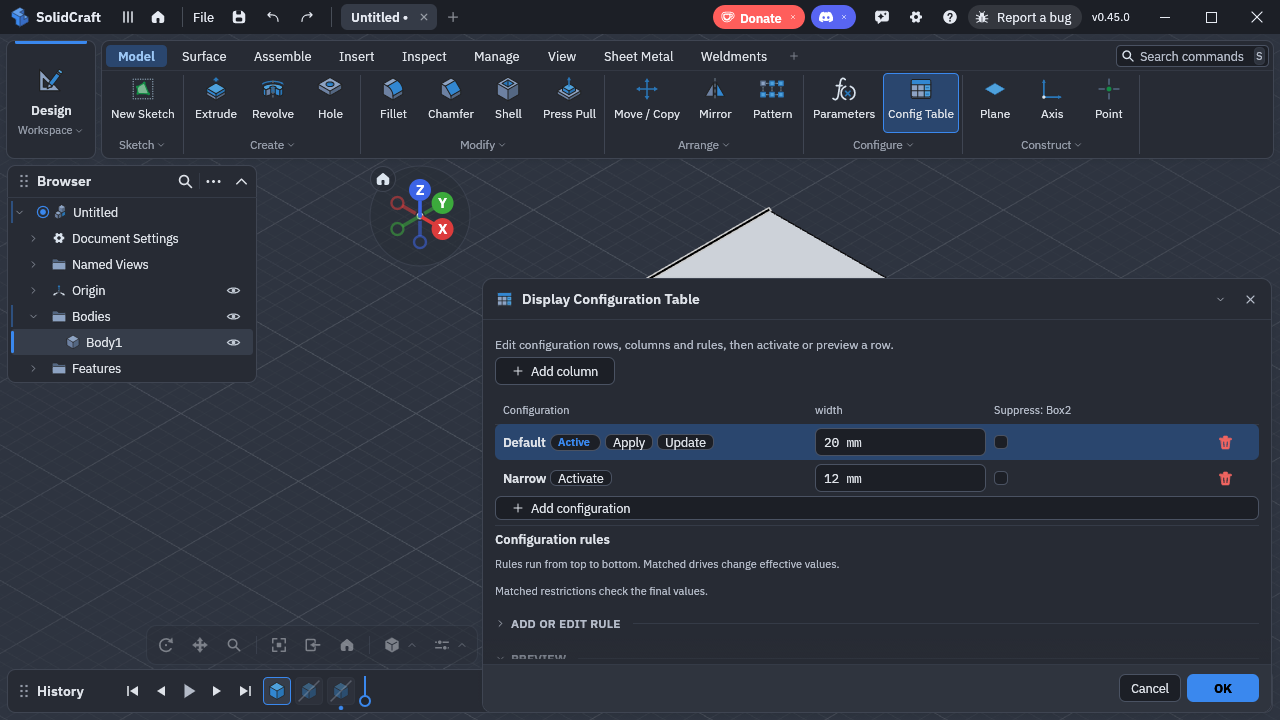 SolidCraft
File
Untitled •
Donate
Report a bug
v0.45.0
Design
Workspace
Model
Surface
Assemble
Insert
Inspect
Manage
View
Sheet Metal
Weldments
Search commands
S
New Sketch
Extrude
Revolve
Hole
Fillet
Chamfer
Shell
Press Pull
Move / Copy
Mirror
Pattern
Parameters
Config Table
Plane
Axis
Point
Sketch
Create
Modify
Arrange
Configure
Construct
Browser
Untitled
Document Settings
Named Views
Origin
Bodies
Body1
Features
Z
Y
X
Display Configuration Table
Edit configuration rows, columns and rules, then activate or preview a row.
Add column
Configuration
width
Suppress: Box2
Default
Active
Apply
Update
20 mm
Narrow
Activate
12 mm
Add configuration
Configuration rules
Rules run from top to bottom. Matched drives change effective values.
Matched restrictions check the final values.
ADD OR EDIT RULE
PREVIEW
History
Cancel
OK